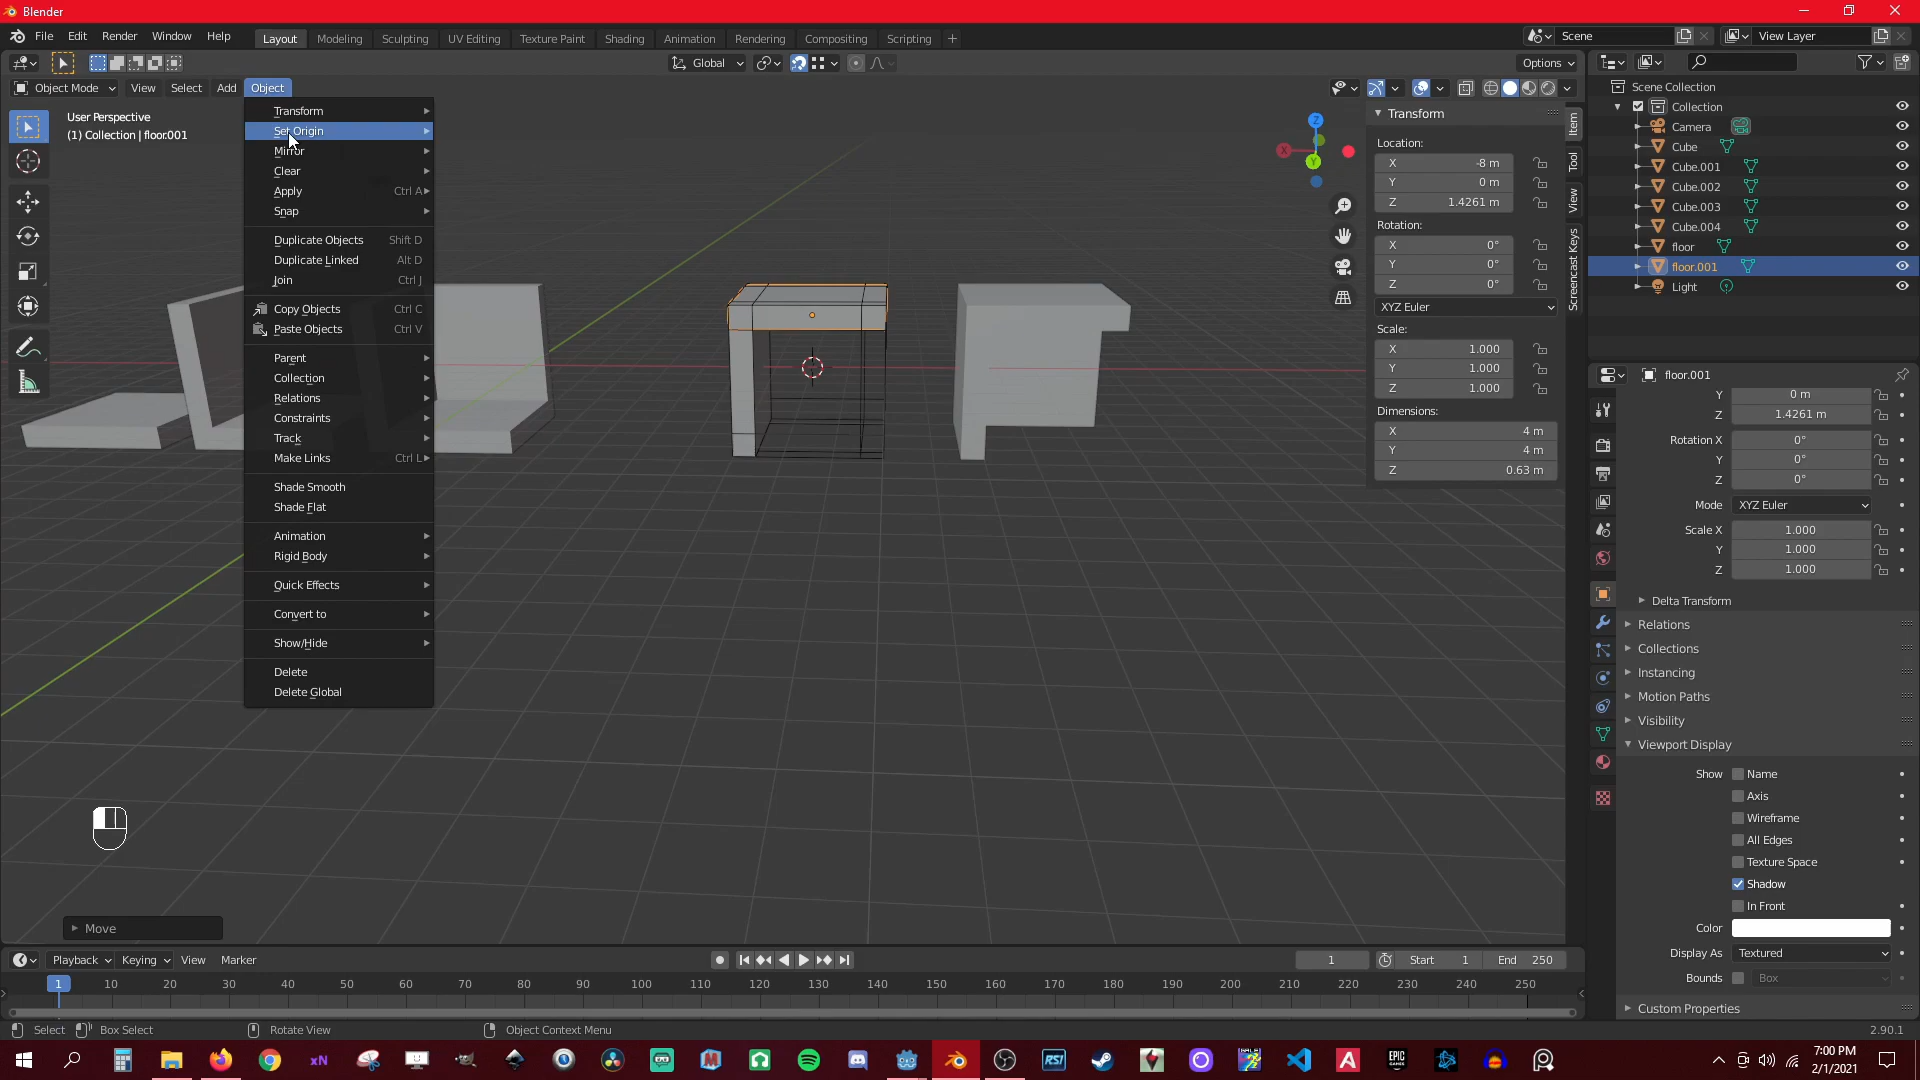 Blender
File Edit Render Window Help
Layout Modeling Sculpting UV Editing Texture Paint Shading Animation Rendering Compositing Scripting +
Scene
View Layer
Global
Options
Object Mode View Select Add Object
User Perspective
(1) Collection | floor.001
Transform
Set Origin
Mirror
Clear
Apply Ctrl A
Snap
Duplicate Objects Shift D
Duplicate Linked Alt D
Join Ctrl J
Copy Objects Ctrl C
Paste Objects Ctrl V
Parent
Collection
Relations
Constraints
Track
Make Links Ctrl L
Shade Smooth
Shade Flat
Animation
Rigid Body
Quick Effects
Convert to
Show/Hide
Delete
Delete Global
Move
Z
X
Y
Transform
Location:
X -8 m
Y 0 m
Z 1.4261 m
Rotation:
X 0°
Y 0°
Z 0°
XYZ Euler
Scale:
X 1.000
Y 1.000
Z 1.000
Dimensions:
X 4 m
Y 4 m
Z 0.63 m
Item
Tool
View
Screencast Keys
Scene Collection
Collection
Camera
Cube
Cube.001
Cube.002
Cube.003
Cube.004
floor
floor.001
Light
floor.001
Y 0 m
Z 1.4261 m
Rotation X 0°
Y 0°
Z 0°
Mode XYZ Euler
Scale X 1.000
Y 1.000
Z 1.000
Delta Transform
Relations
Collections
Instancing
Motion Paths
Visibility
Viewport Display
Show Name
Axis
Wireframe
All Edges
Texture Space
Shadow
In Front
Color
Display As Textured
Bounds Box
Custom Properties
Playback Keying View Marker
1
Start 1 End 250
1 10 20 30 40 50 60 70 80 90 100 110 120 130 140 150 160 170 180 190 200 210 220 230 240 250
Select Box Select Rotate View Object Context Menu
2.90.1
xN
RSI
EPIC GAMES
7:00 PM
2/1/2021